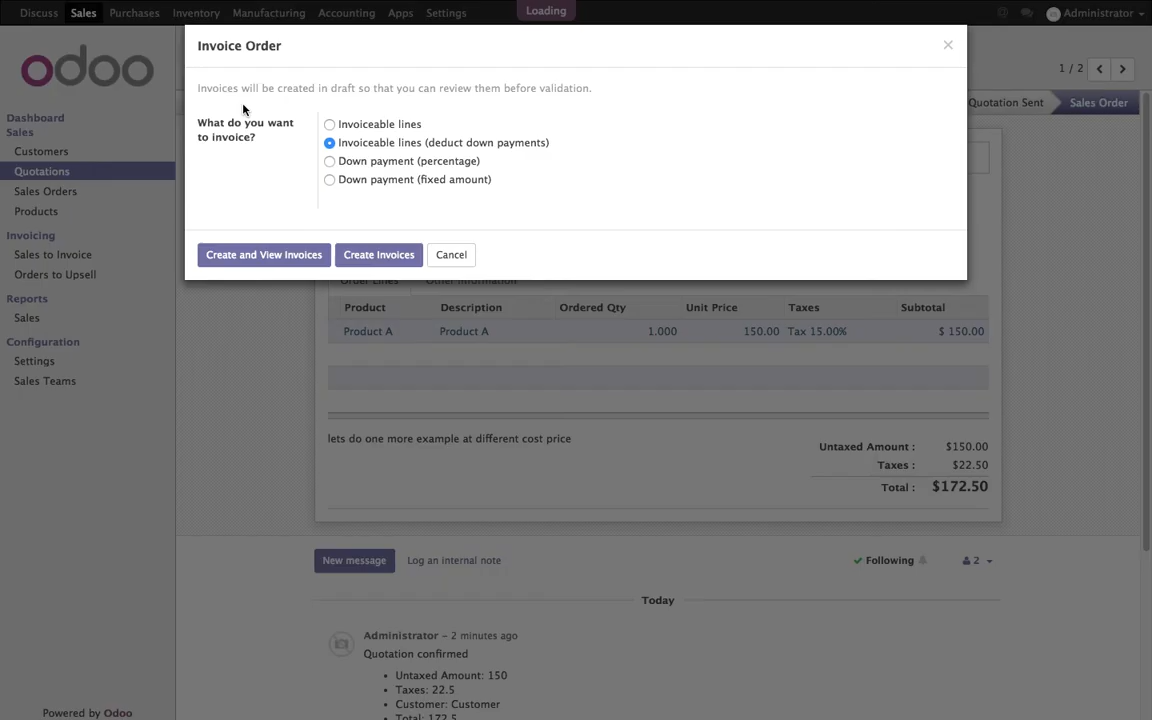 Discuss Sales Purchases Inventory Manufacturing Accounting Apps Settings Loading Administrator
odoo
Invoice Order ×
1 / 2
Invoices will be created in draft so that you can review them before validation.
Quotation Sent Sales Order
What do you want
to invoice?
Invoiceable lines
Invoiceable lines (deduct down payments)
Down payment (percentage)
Down payment (fixed amount)
Create and View Invoices Create Invoices Cancel
Dashboard
Sales
Customers
Quotations
Sales Orders
Products
Invoicing
Sales to Invoice
Orders to Upsell
Reports
Sales
Configuration
Settings
Sales Teams
Powered by Odoo
Order Lines Other Information
Product Description Ordered Qty Unit Price Taxes Subtotal
Product A Product A 1.000 150.00 Tax 15.00% $ 150.00
lets do one more example at different cost price
Untaxed Amount : $150.00
Taxes : $22.50
Total : $172.50
New message Log an internal note Following 2
Today
Administrator – 2 minutes ago
Quotation confirmed
• Untaxed Amount: 150
• Taxes: 22.5
• Customer: Customer
• Total: 172.5